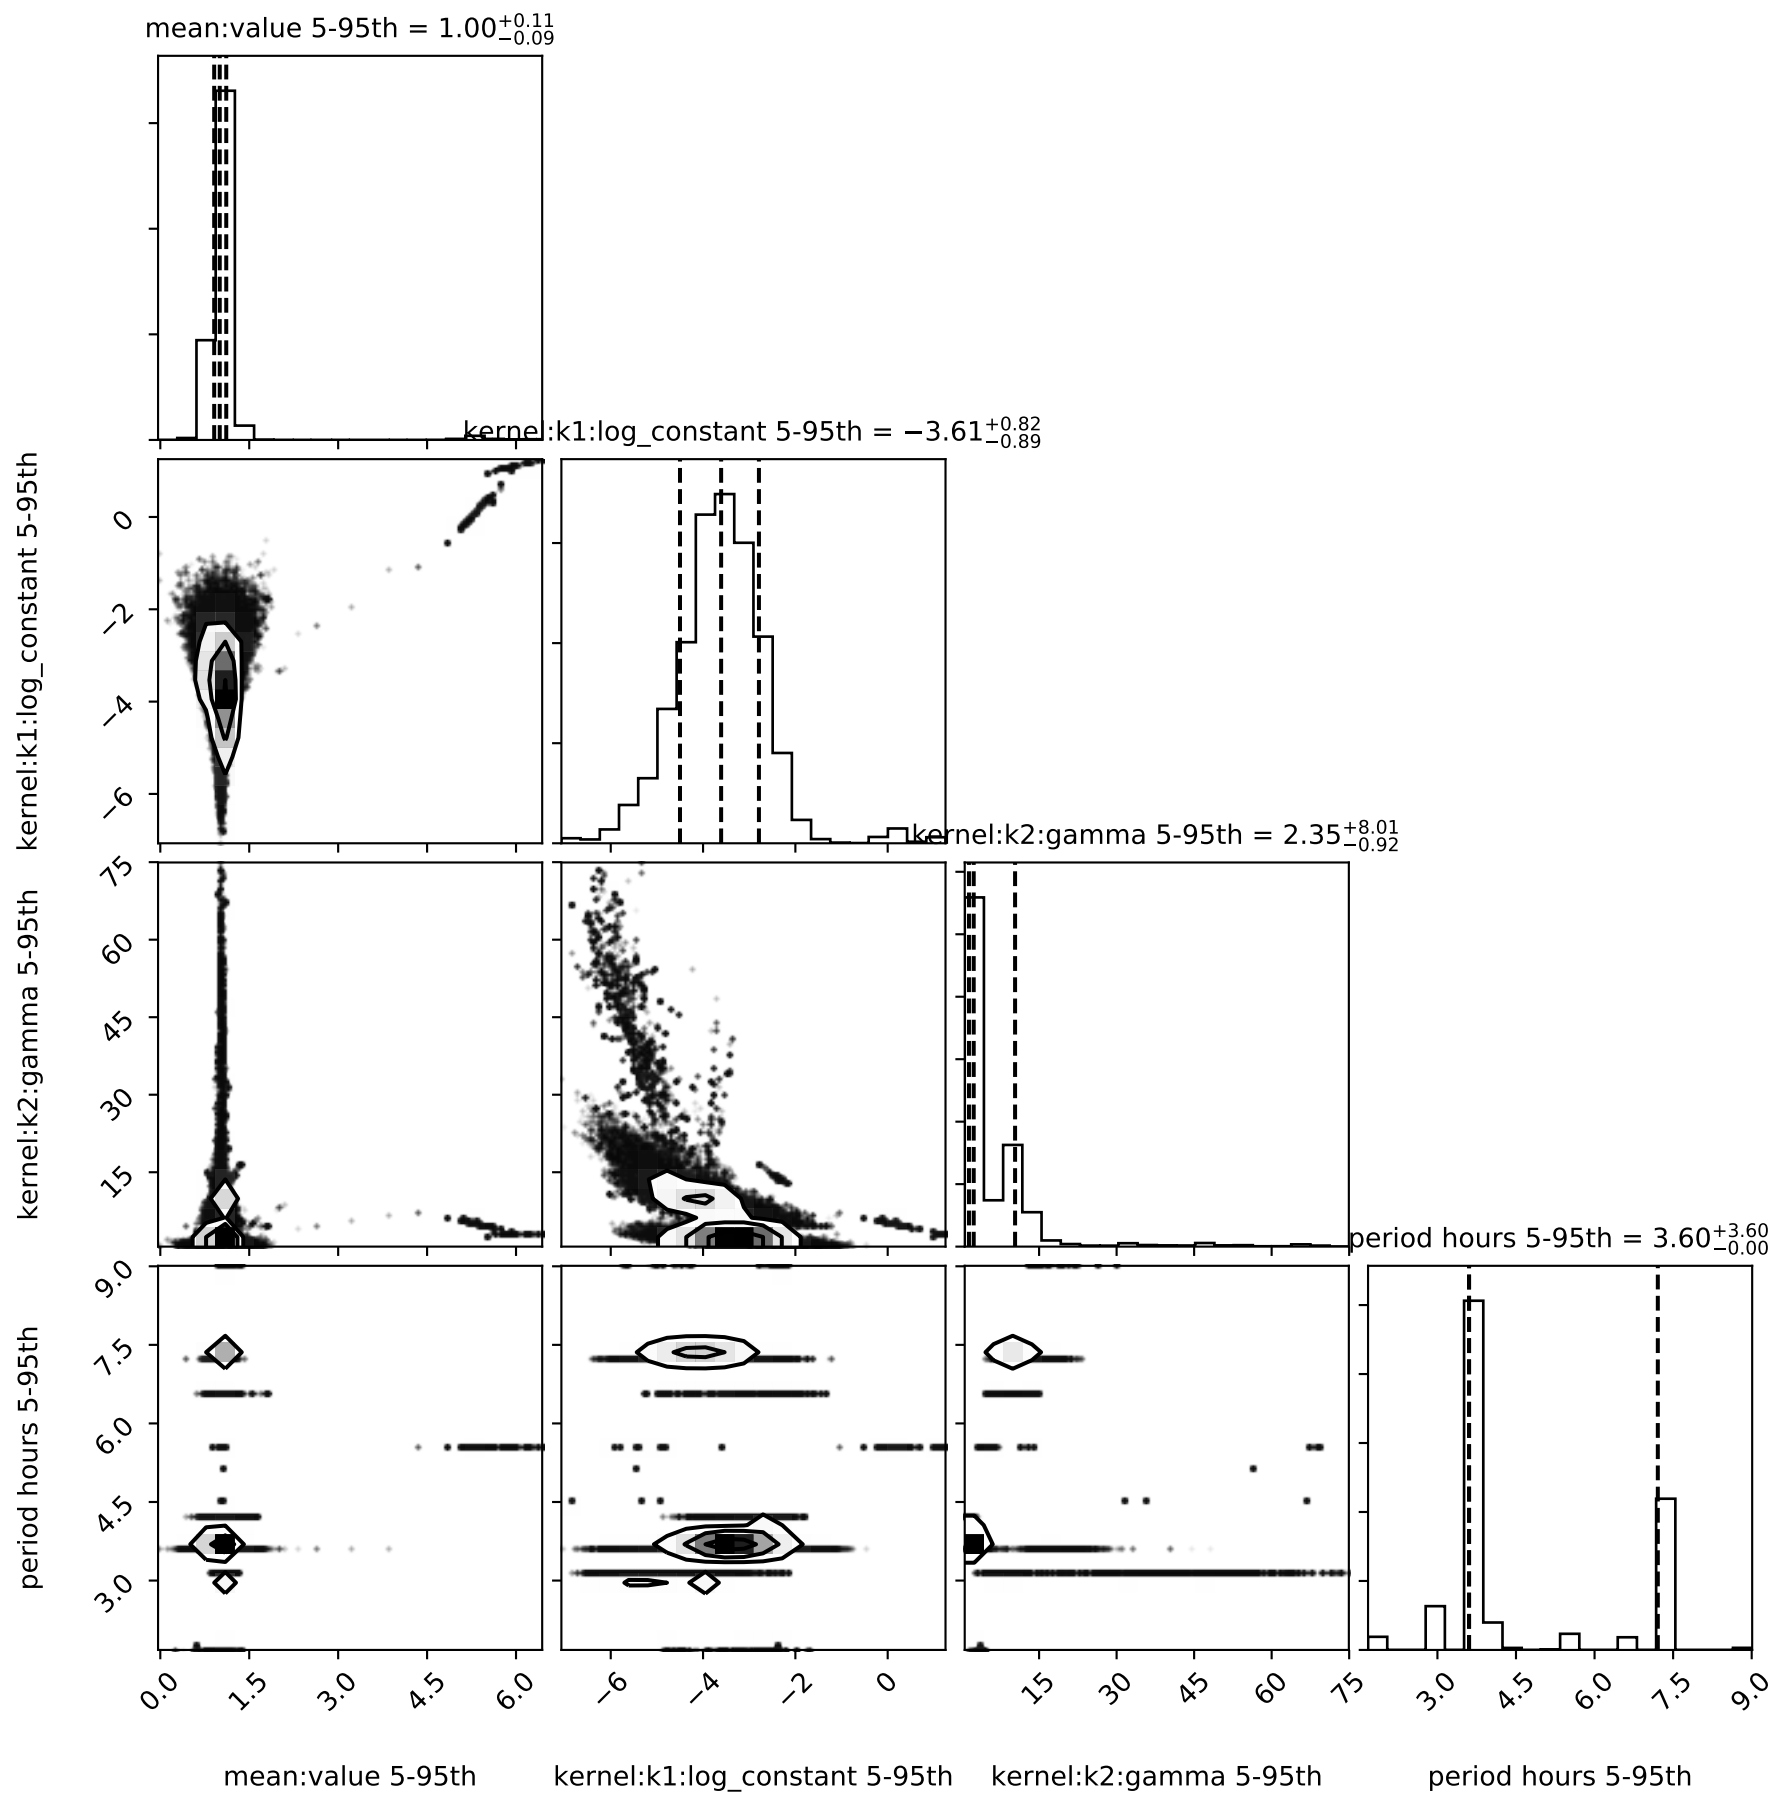 mean:value 5-95th = 1.00 +0.11 −0.09
kernel:k1:log_constant 5-95th = −3.61 +0.82 −0.89
kernel:k1:log_constant 5-95th
0
−2
−4
−6
kernel:k2:gamma 5-95th = 2.35 +8.01 −0.92
kernel:k2:gamma 5-95th
75
60
45
30
15
period hours 5-95th = 3.60 +3.60 −0.00
period hours 5-95th
9.0
7.5
6.0
4.5
3.0
0.0 1.5 3.0 4.5 6.0
−6 −4 −2 0
15 30 45 60 75
3.0 4.5 6.0 7.5 9.0
mean:value 5-95th
kernel:k1:log_constant 5-95th
kernel:k2:gamma 5-95th
period hours 5-95th